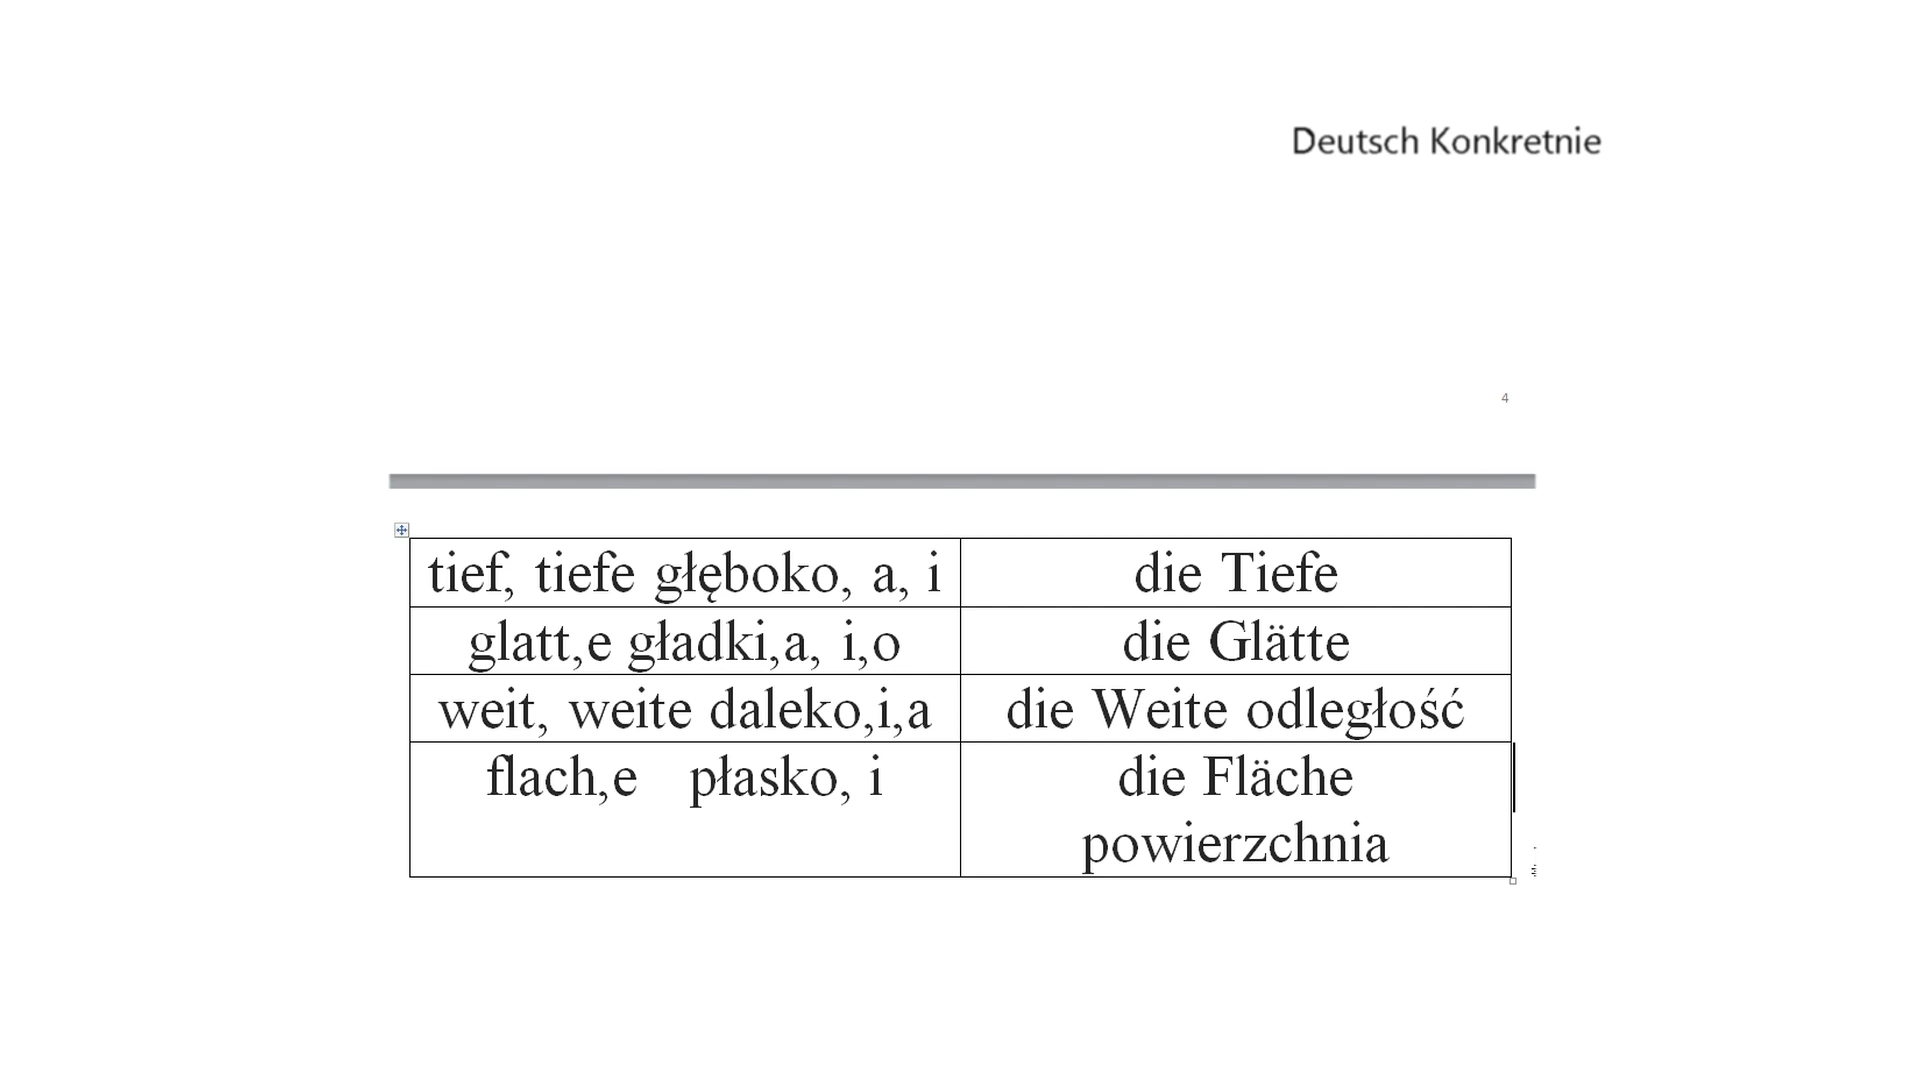 Deutsch Konkretnie
4
tief, tiefe głęboko, a, i
die Tiefe
glatt,e gładki,a, i,o
die Glätte
weit, weite daleko,i,a
die Weite odległość
flach,e płasko, i
die Fläche
powierzchnia